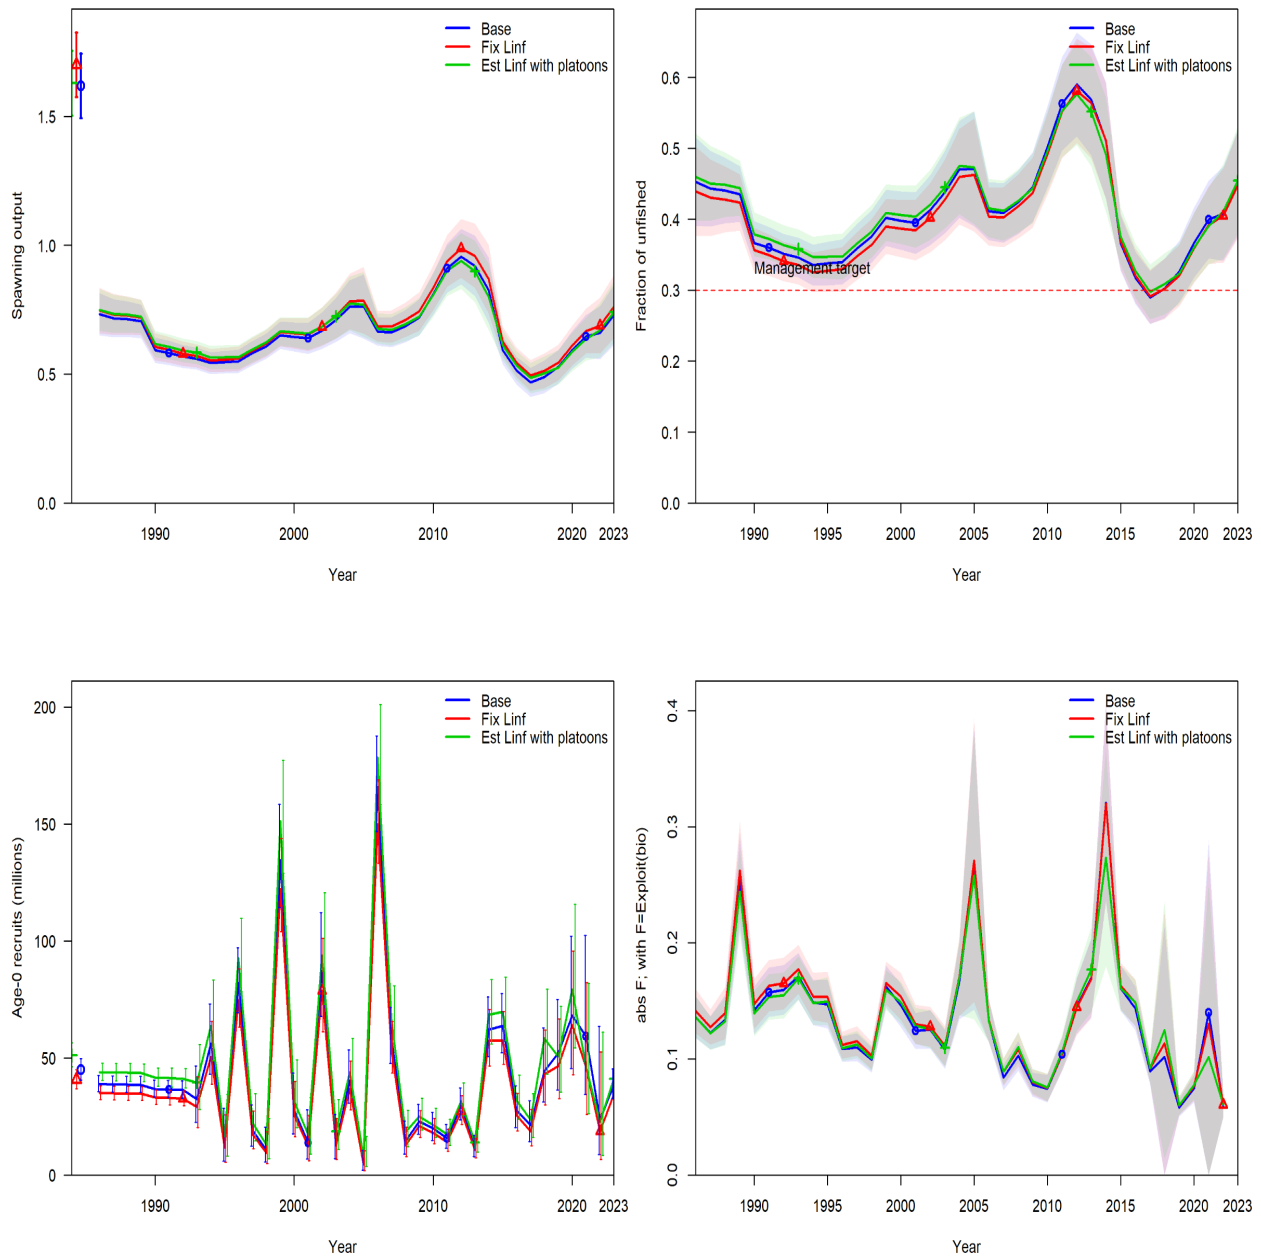 Base
Fix Linf
Est Linf with platoons
Spawning output
1.5
1.0
0.5
0.0
1990
2000
2010
2020
2023
Year
Base
Fix Linf
Est Linf with platoons
Fraction of unfished
0.6
0.5
0.4
0.3
0.2
0.1
0.0
Management target
1990
1995
2000
2005
2010
2015
2020
2023
Year
Base
Fix Linf
Est Linf with platoons
Age-0 recruits (millions)
200
150
100
50
0
1990
2000
2010
2020
2023
Year
Base
Fix Linf
Est Linf with platoons
abs F; with F=Exploit(bio)
0.4
0.3
0.2
0.1
0.0
1990
1995
2000
2005
2010
2015
2020
2023
Year